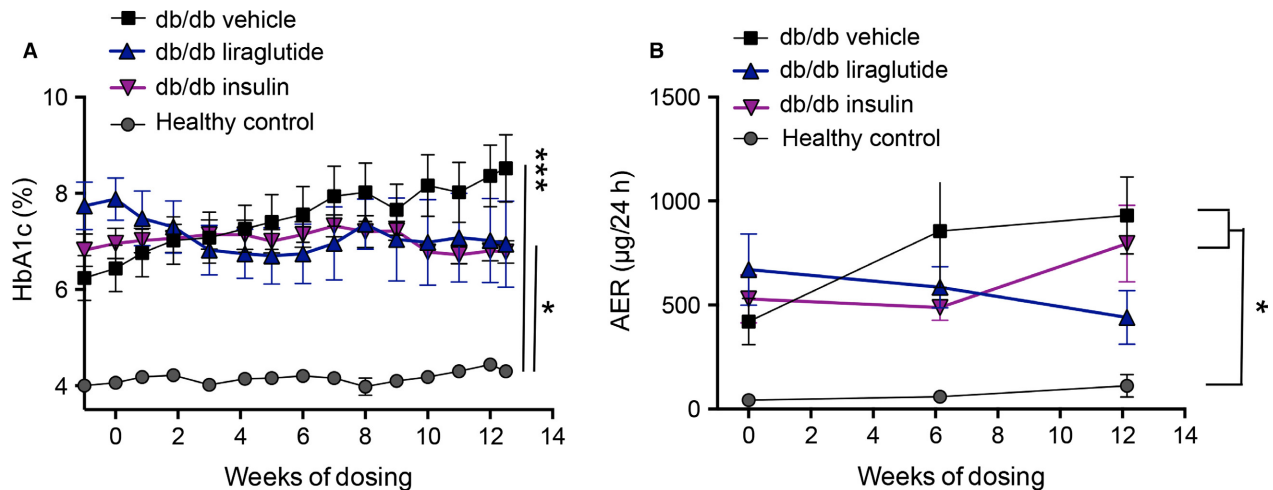 A
db/db vehicle
db/db liraglutide
db/db insulin
Healthy control
HbA1c (%)
10
8
6
4
***
*
0 2 4 6 8 10 12 14
Weeks of dosing
B
db/db vehicle
db/db liraglutide
db/db insulin
Healthy control
AER (µg/24 h)
1500
1000
500
0
*
0 2 4 6 8 10 12 14
Weeks of dosing